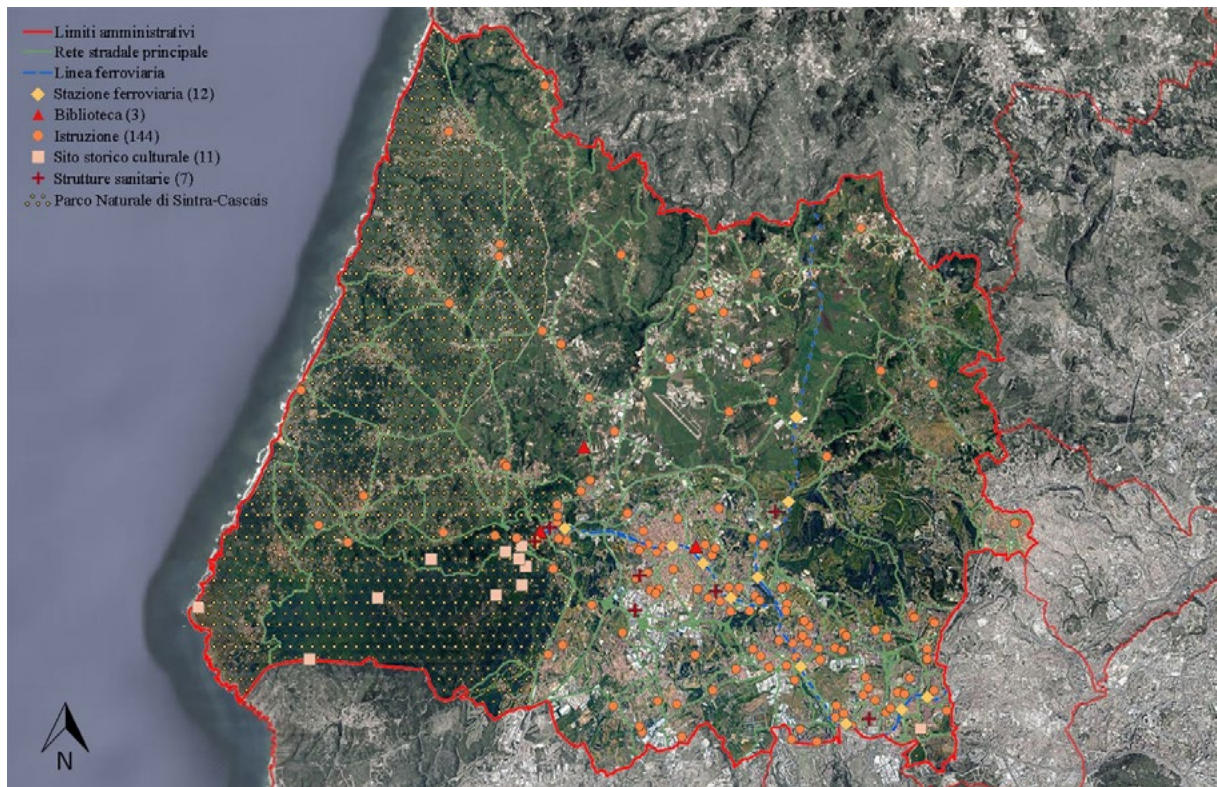 Limiti amministrativi
Rete stradale principale
Linea ferroviaria
Stazione ferroviaria (12)
Biblioteca (3)
Istruzione (144)
Sito storico culturale (11)
Strutture sanitarie (7)
Parco Naturale di Sintra-Cascais
N